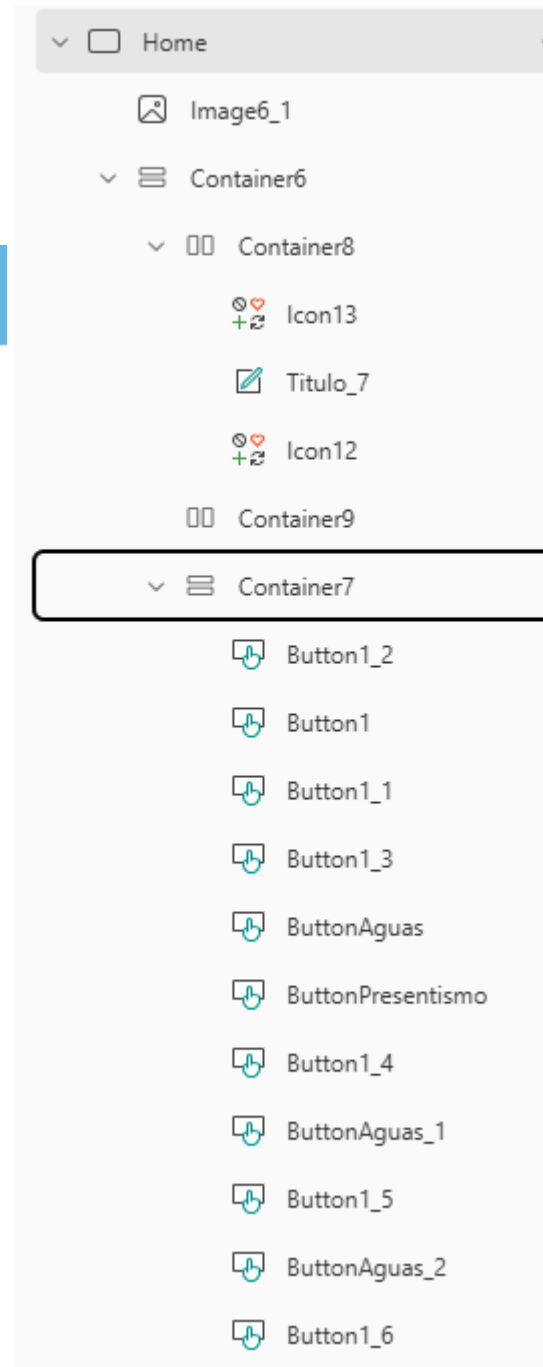 Home
Image6_1
Container6
Container8
Icon13
Titulo_7
Icon12
Container9
Container7
Button1_2
Button1
Button1_1
Button1_3
ButtonAguas
ButtonPresentismo
Button1_4
ButtonAguas_1
Button1_5
ButtonAguas_2
Button1_6